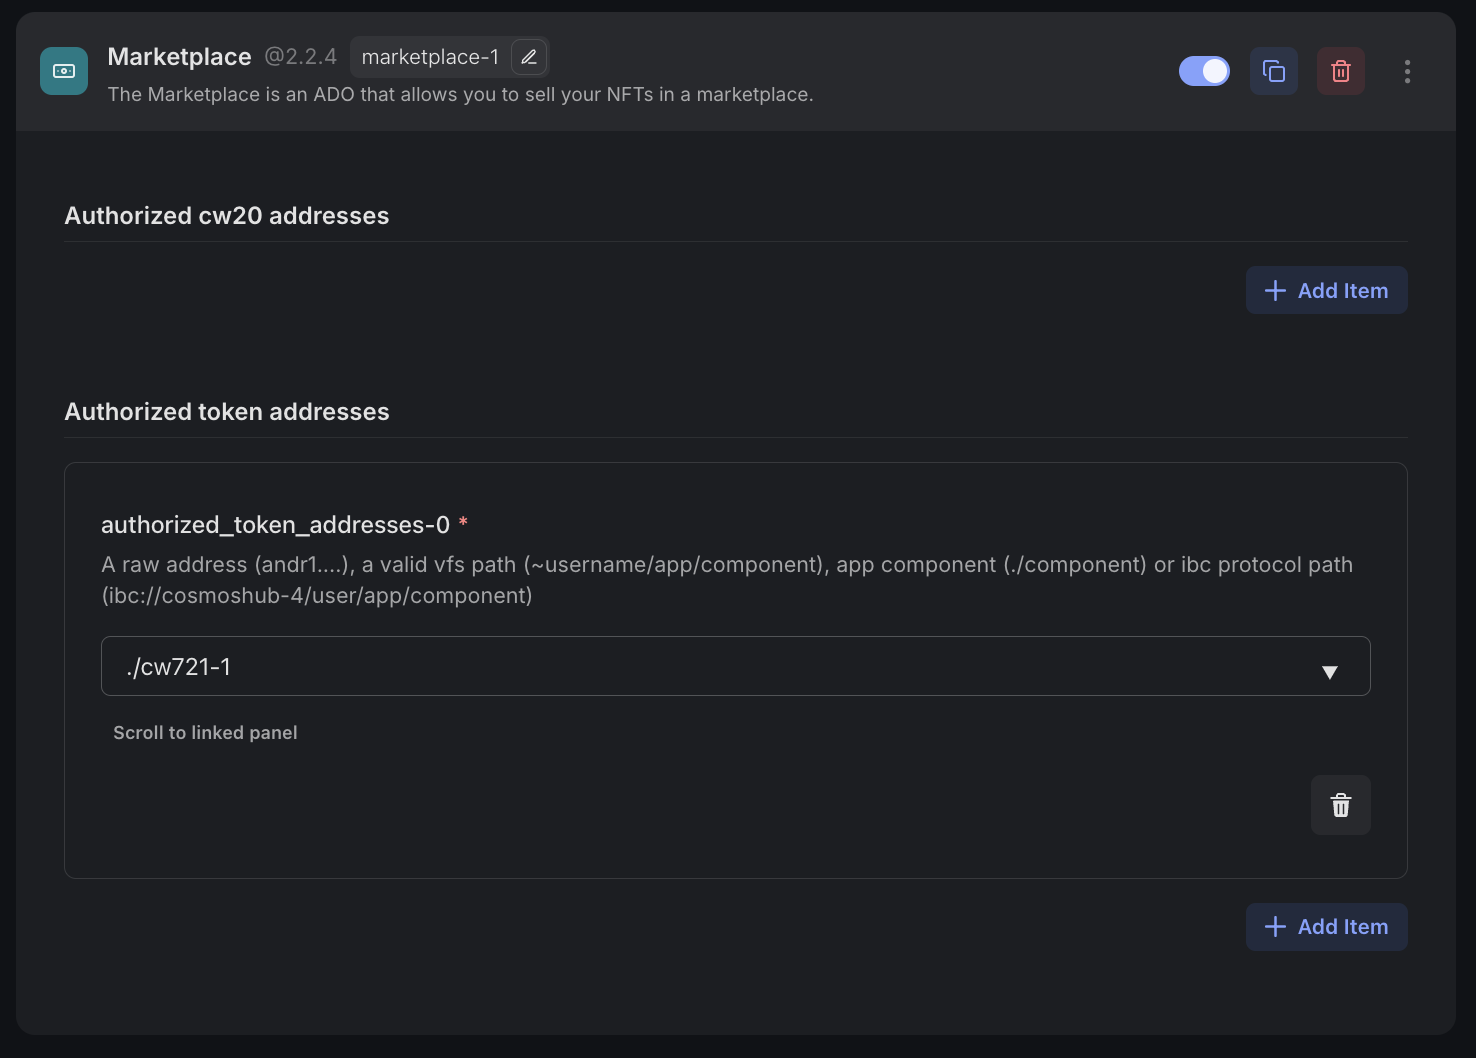 Marketplace @2.2.4 marketplace-1
The Marketplace is an ADO that allows you to sell your NFTs in a marketplace.
Authorized cw20 addresses
Add Item
Authorized token addresses
authorized_token_addresses-0 *
A raw address (andr1....), a valid vfs path (~username/app/component), app component (./component) or ibc protocol path
(ibc://cosmoshub-4/user/app/component)
./cw721-1
Scroll to linked panel
Add Item